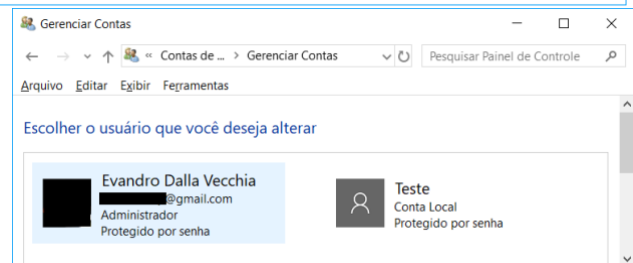 Gerenciar Contas
« Contas de ... > Gerenciar Contas
Pesquisar Painel de Controle
Arquivo Editar Exibir Ferramentas
Escolher o usuário que você deseja alterar
Evandro Dalla Vecchia
@gmail.com
Administrador
Protegido por senha
Teste
Conta Local
Protegido por senha